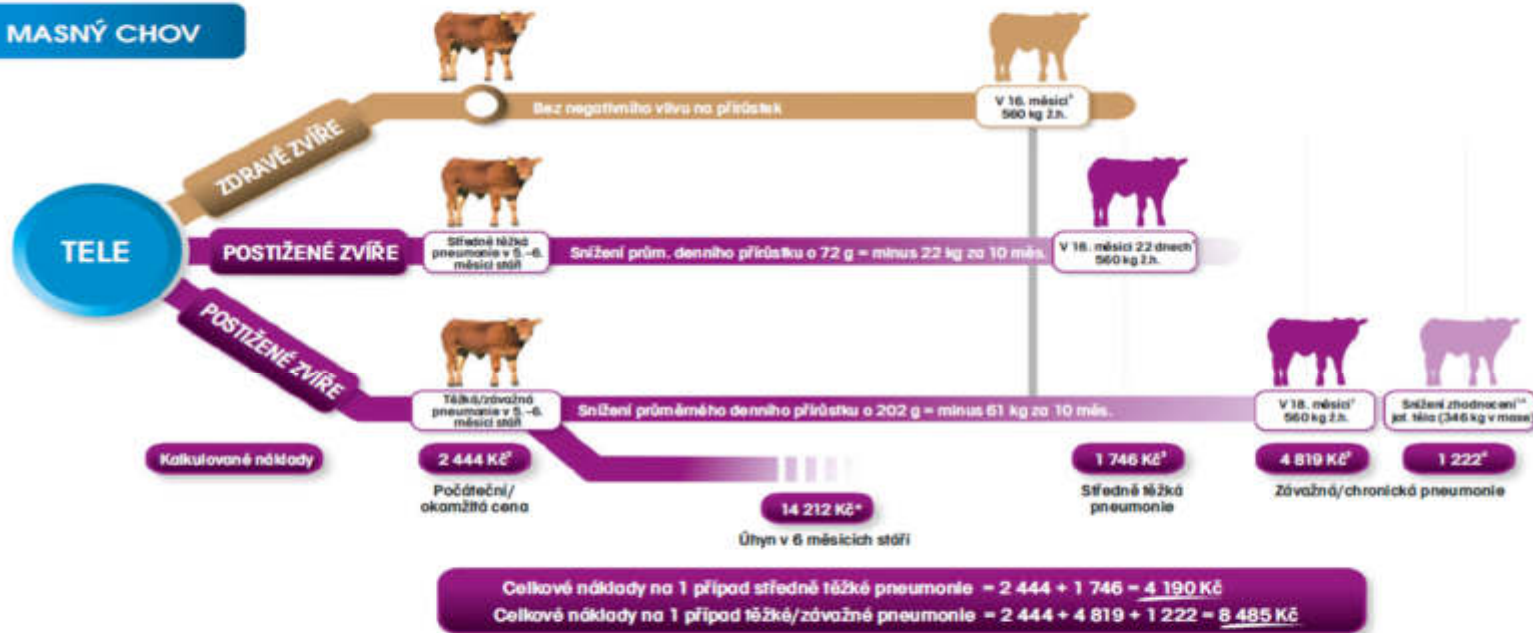 MASNÝ CHOV
ZDRAVÉ ZVÍŘE
Bez negativního vlivu na přírůstek
V 16. měsíci
560 kg ž.h.
TELE
POSTIŽENÉ ZVÍŘE
Středně těžká
pneumonie v 5.-6.
měsíci stáří
Snížení prům. denního přírůstku o 72 g = minus 22 kg za 10 měs.
V 16. měsíci 22 dnech
560 kg ž.h.
POSTIŽENÉ ZVÍŘE
Těžká/závažná
pneumonie v 5.-6.
měsíci stáří
Snížení průměrného denního přírůstku o 202 g = minus 61 kg za 10 měs.
V 18. měsíci
560 kg ž.h.
Snížení zhodnocení
jat. těla (346 kg v mase)
Kalkulované náklady
2 444 Kč
1 746 Kč
4 819 Kč
1 222
Počáteční/
okamžitá cena
Středně těžká
pneumonie
Závažná/chronická pneumonie
14 212 Kč*
Úhyn v 6 měsících stáří
Celkové náklady na 1 případ středně těžké pneumonie = 2 444 + 1 746 = 4 190 Kč
Celkové náklady na 1 případ těžké/závažné pneumonie = 2 444 + 4 819 + 1 222 = 8 485 Kč